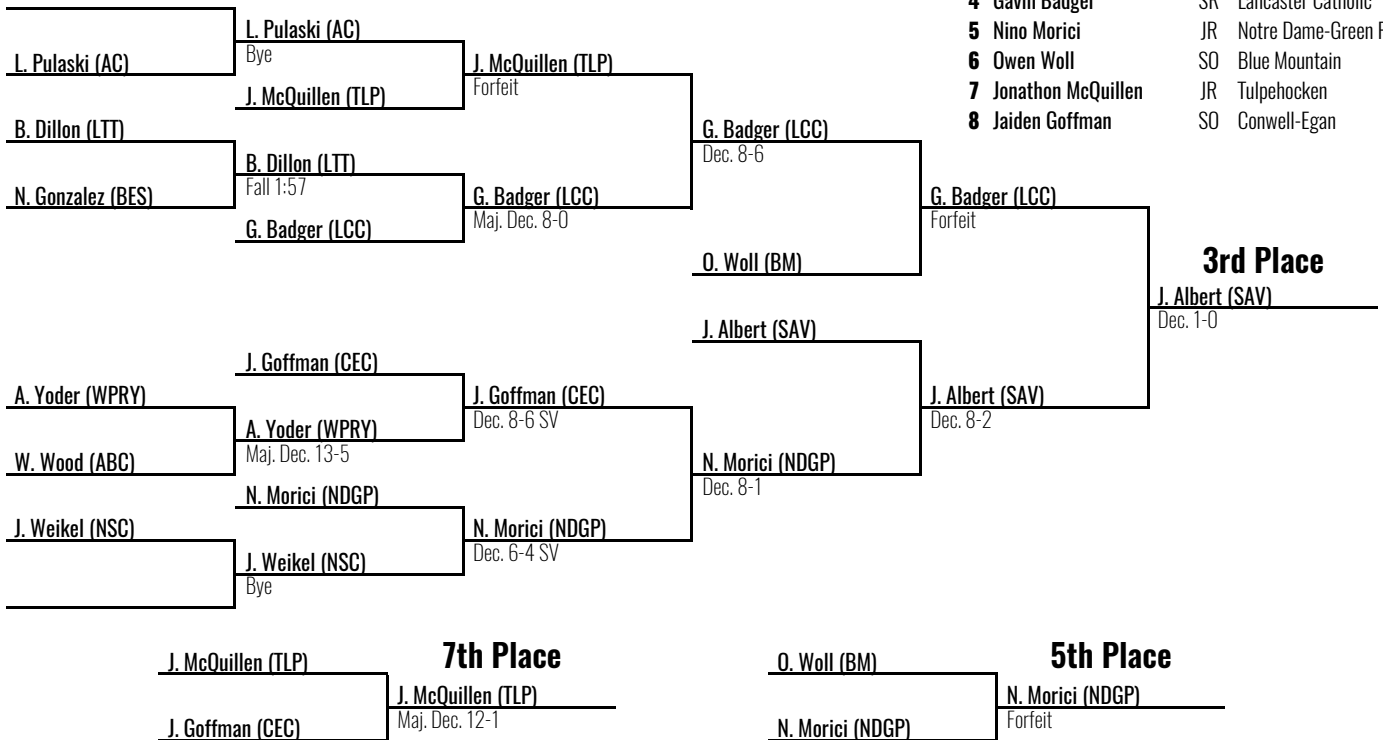 4 Gavin Badger SR Lancaster Catholic
5 Nino Morici JR Notre Dame-Green
6 Owen Woll SO Blue Mountain
7 Jonathon McQuillen JR Tulpehocken
8 Jaiden Goffman SO Conwell-Egan
L. Pulaski (AC)
L. Pulaski (AC)
Bye
J. McQuillen (TLP)
J. McQuillen (TLP)
Forfeit
B. Dillon (LTT)
N. Gonzalez (BES)
B. Dillon (LTT)
Fall 1:57
G. Badger (LCC)
G. Badger (LCC)
Maj. Dec. 8-0
G. Badger (LCC)
Dec. 8-6
O. Woll (BM)
G. Badger (LCC)
Forfeit
3rd Place
J. Albert (SAV)
Dec. 1-0
J. Albert (SAV)
J. Albert (SAV)
Dec. 8-2
J. Goffman (CEC)
A. Yoder (WPRY)
W. Wood (ABC)
A. Yoder (WPRY)
Maj. Dec. 13-5
J. Goffman (CEC)
Dec. 8-6 SV
N. Morici (NDGP)
Dec. 8-1
N. Morici (NDGP)
J. Weikel (NSC)
J. Weikel (NSC)
Bye
N. Morici (NDGP)
Dec. 6-4 SV
7th Place
J. McQuillen (TLP)
J. McQuillen (TLP)
Maj. Dec. 12-1
J. Goffman (CEC)
5th Place
O. Woll (BM)
N. Morici (NDGP)
Forfeit
N. Morici (NDGP)